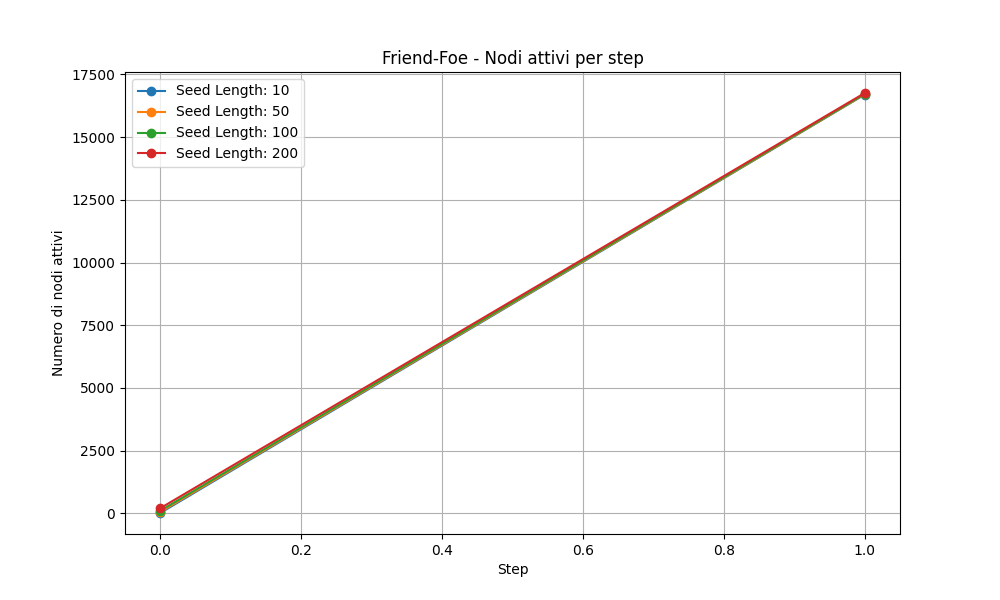 Friend-Foe - Nodi attivi per step
17500
15000
12500
10000
7500
5000
2500
0
Numero di nodi attivi
Seed Length: 10
Seed Length: 50
Seed Length: 100
Seed Length: 200
0.0 0.2 0.4 0.6 0.8 1.0
Step